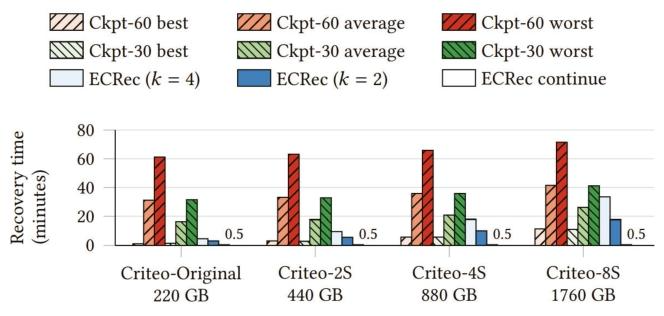 Ckpt-60 best Ckpt-60 average Ckpt-60 worst
Ckpt-30 best Ckpt-30 average Ckpt-30 worst
ECRec (k = 4) ECRec (k = 2) ECRec continue
Recovery time
(minutes)
80
60
40
20
0
0.5 0.5 0.5 0.5
Criteo-Original Criteo-2S Criteo-4S Criteo-8S
220 GB 440 GB 880 GB 1760 GB